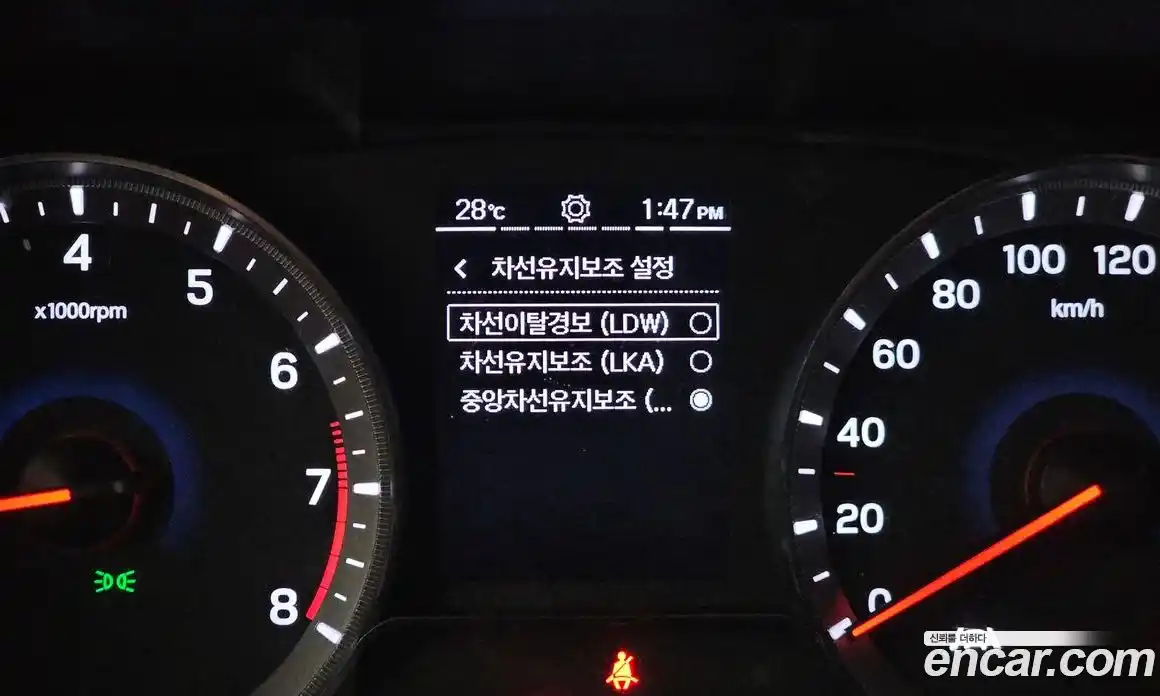 28°C
1:47 PM
< 차선유지보조 설정
차선이탈경보 (LDW)
차선유지보조 (LKA)
중앙차선유지보조 (...
4
5
6
7
8
x1000rpm
0
20
40
60
80
100
120
km/h
신뢰를 더하다
encar.com